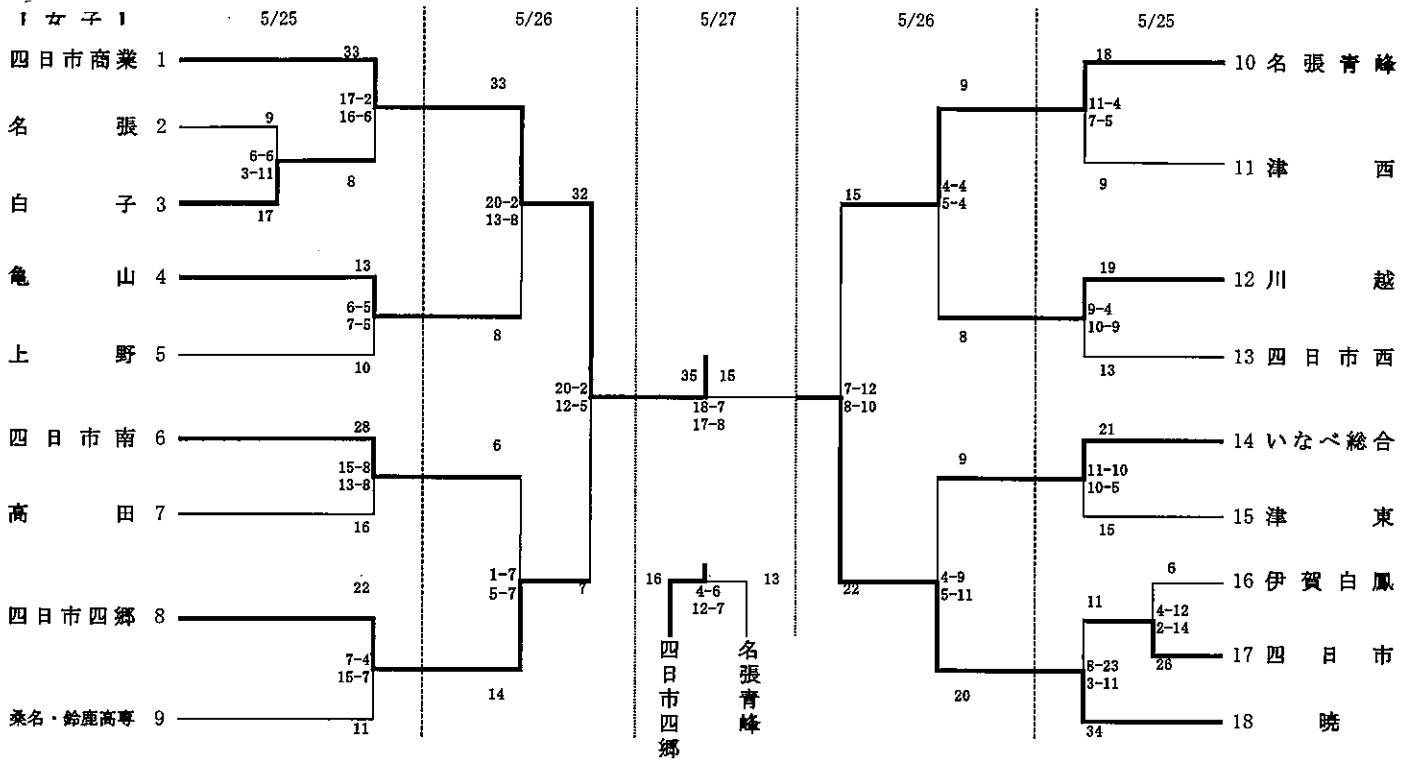 【女子】 5/25 5/26 5/27 5/26 5/25
四日市商業 1 33 33 9 18 10 名張青峰
17-2 11-4
16-6 7-5
名張 2 9
6-6
3-11 8 9 11 津西
白子 3 17 20-2 32 15 4-4
13-8 5-4
亀山 4 13 19 12 川越
6-5 9-4
7-5 8 8 10-9
上野 5 10 13 13 四日市西
20-2 35 15 7-12
12-5 18-7 8-10
17-8
四日市南 6 28 6 9 21 14 いなべ総合
15-8 11-10
13-8 10-5
高田 7 16 15 15 津東
1-7 7 16 4-6 13 22 4-9 6 16 伊賀白鳳
5-7 12-7 5-11
四日市四郷 8 22 11 4-12
2-14
7-4 四日市四郷 名張青峰 8-23 26 17 四日市
15-7 14 20 3-11
桑名・鈴鹿高専 9 11 34 18 暁